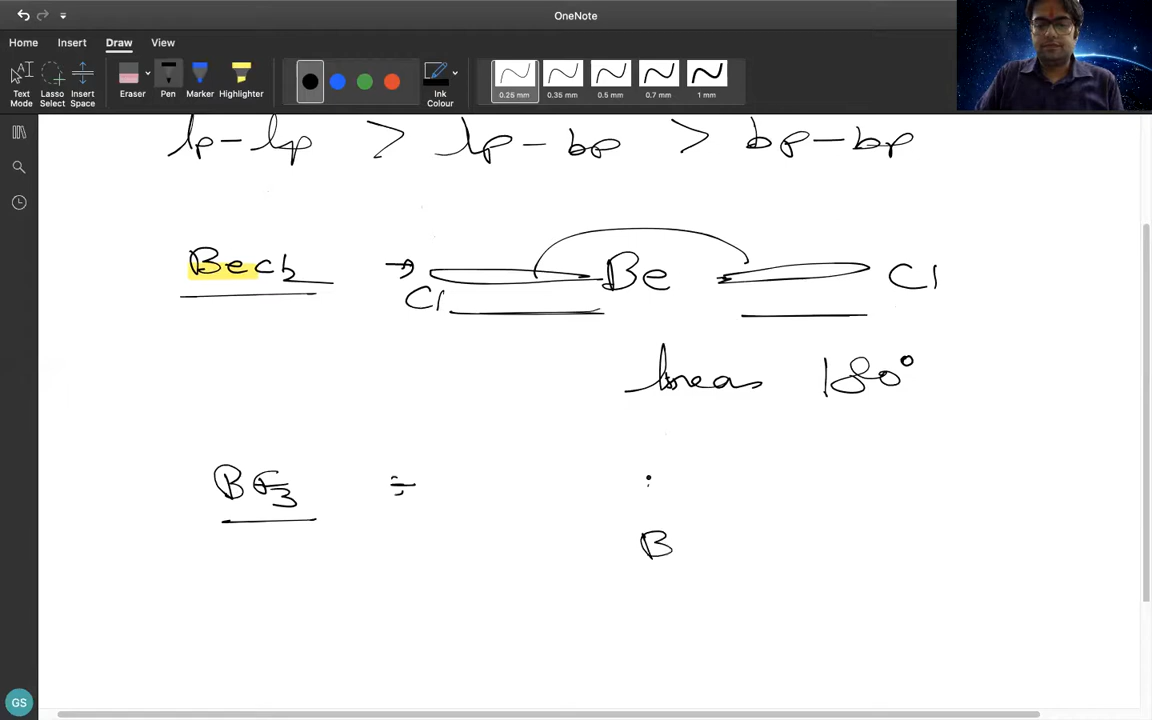 OneNote
Home Insert Draw View
Text Mode Lasso Select Insert Space Eraser Pen Marker Highlighter Ink Colour 0.25 mm 0.35 mm 0.5 mm 0.7 mm 1 mm
lp - lp > lp - bp > bp - bp
BeCl2 → Cl Be Cl
linear 180°
BF3 ÷
B
GS